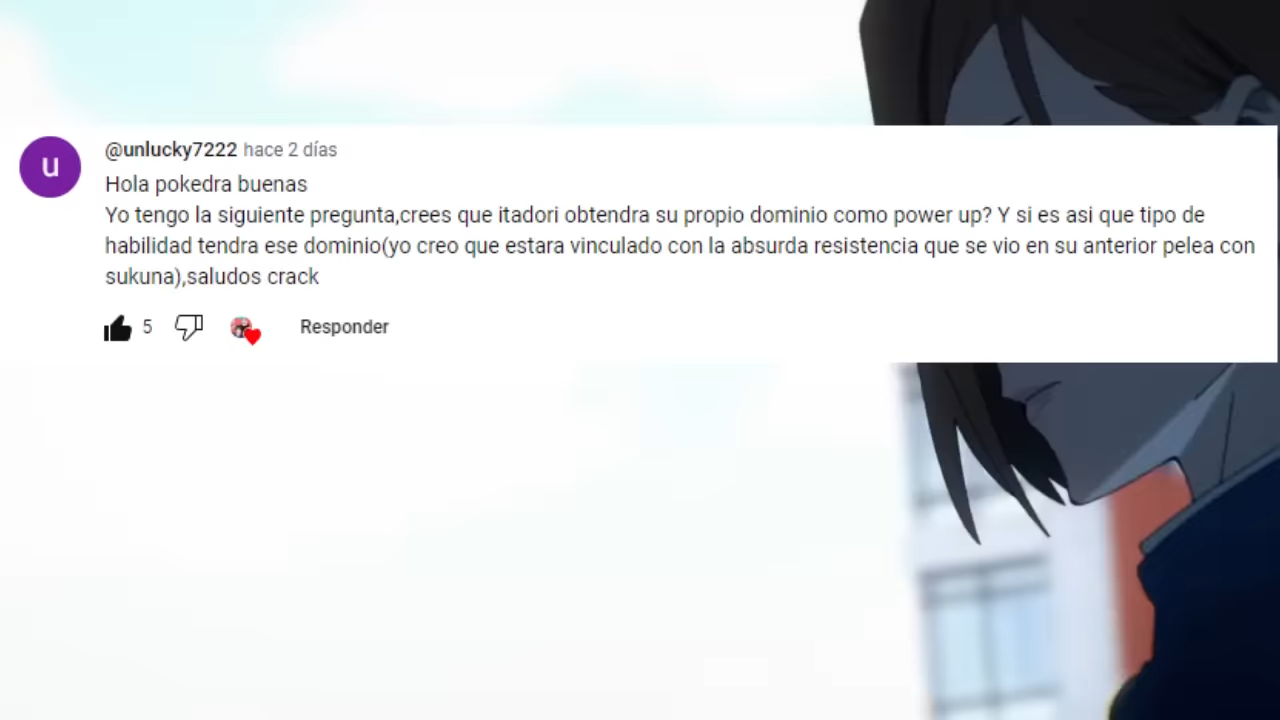 u
@unlucky7222 hace 2 días
Hola pokedra buenas
Yo tengo la siguiente pregunta,crees que itadori obtendra su propio dominio como power up? Y si es asi que tipo de
habilidad tendra ese dominio(yo creo que estara vinculado con la absurda resistencia que se vio en su anterior pelea con
sukuna),saludos crack
5 Responder